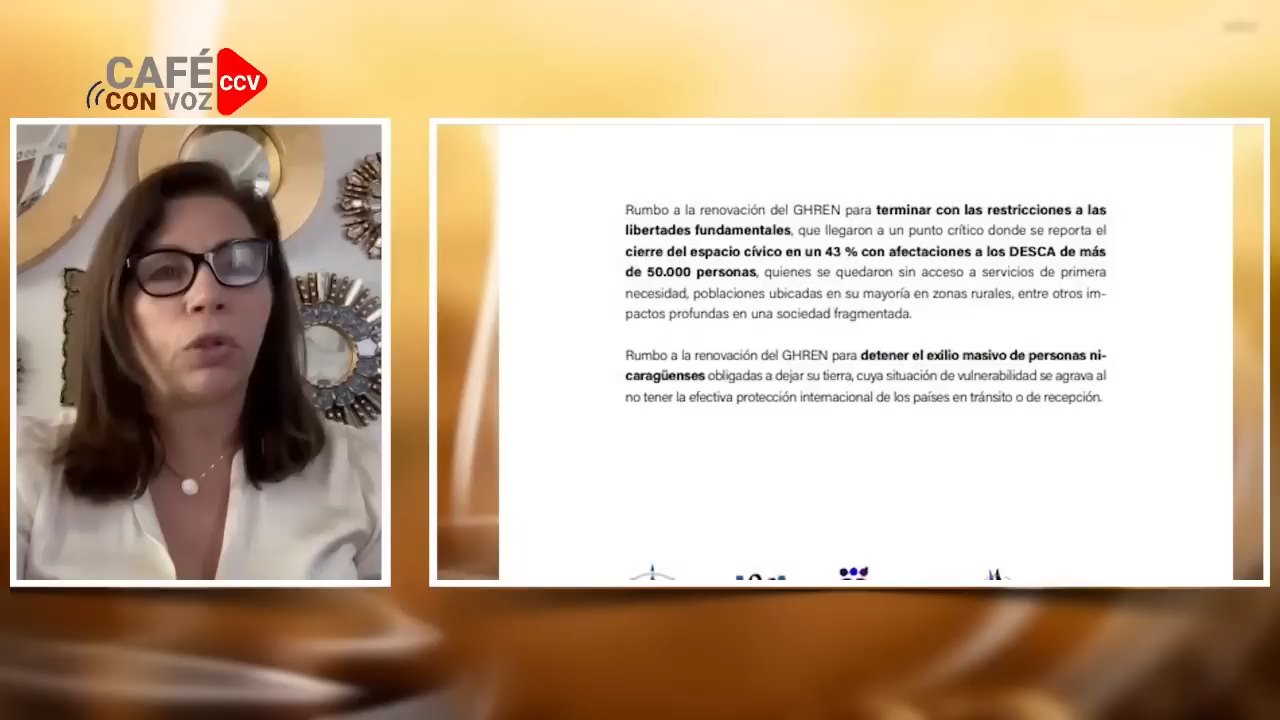 CAFÉ
CON VOZ
CCV
Rumbo a la renovación del GHREN para terminar con las restricciones a las
libertades fundamentales, que llegaron a un punto crítico donde se reporta el
cierre del espacio cívico en un 43 % con afectaciones a los DESCA de más
de 50.000 personas, quienes se quedaron sin acceso a servicios de primera
necesidad, poblaciones ubicadas en su mayoría en zonas rurales, entre otros im-
pactos profundas en una sociedad fragmentada.
Rumbo a la renovación del GHREN para detener el exilio masivo de personas ni-
caragüenses obligadas a dejar su tierra, cuya situación de vulnerabilidad se agrava al
no tener la efectiva protección internacional de los países en tránsito o de recepción.